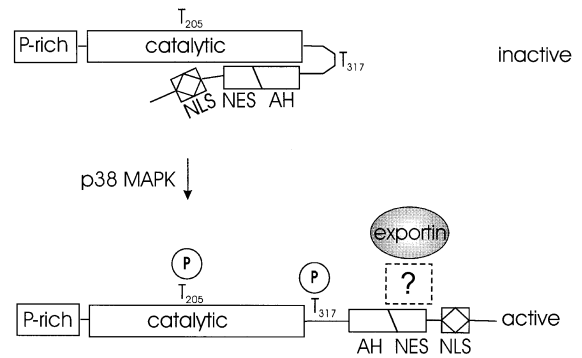 T205
P-rich
catalytic
T317
inactive
NLS NES AH
p38 MAPK
exportin
P
P
?
T205
T317
P-rich
catalytic
active
AH NES NLS